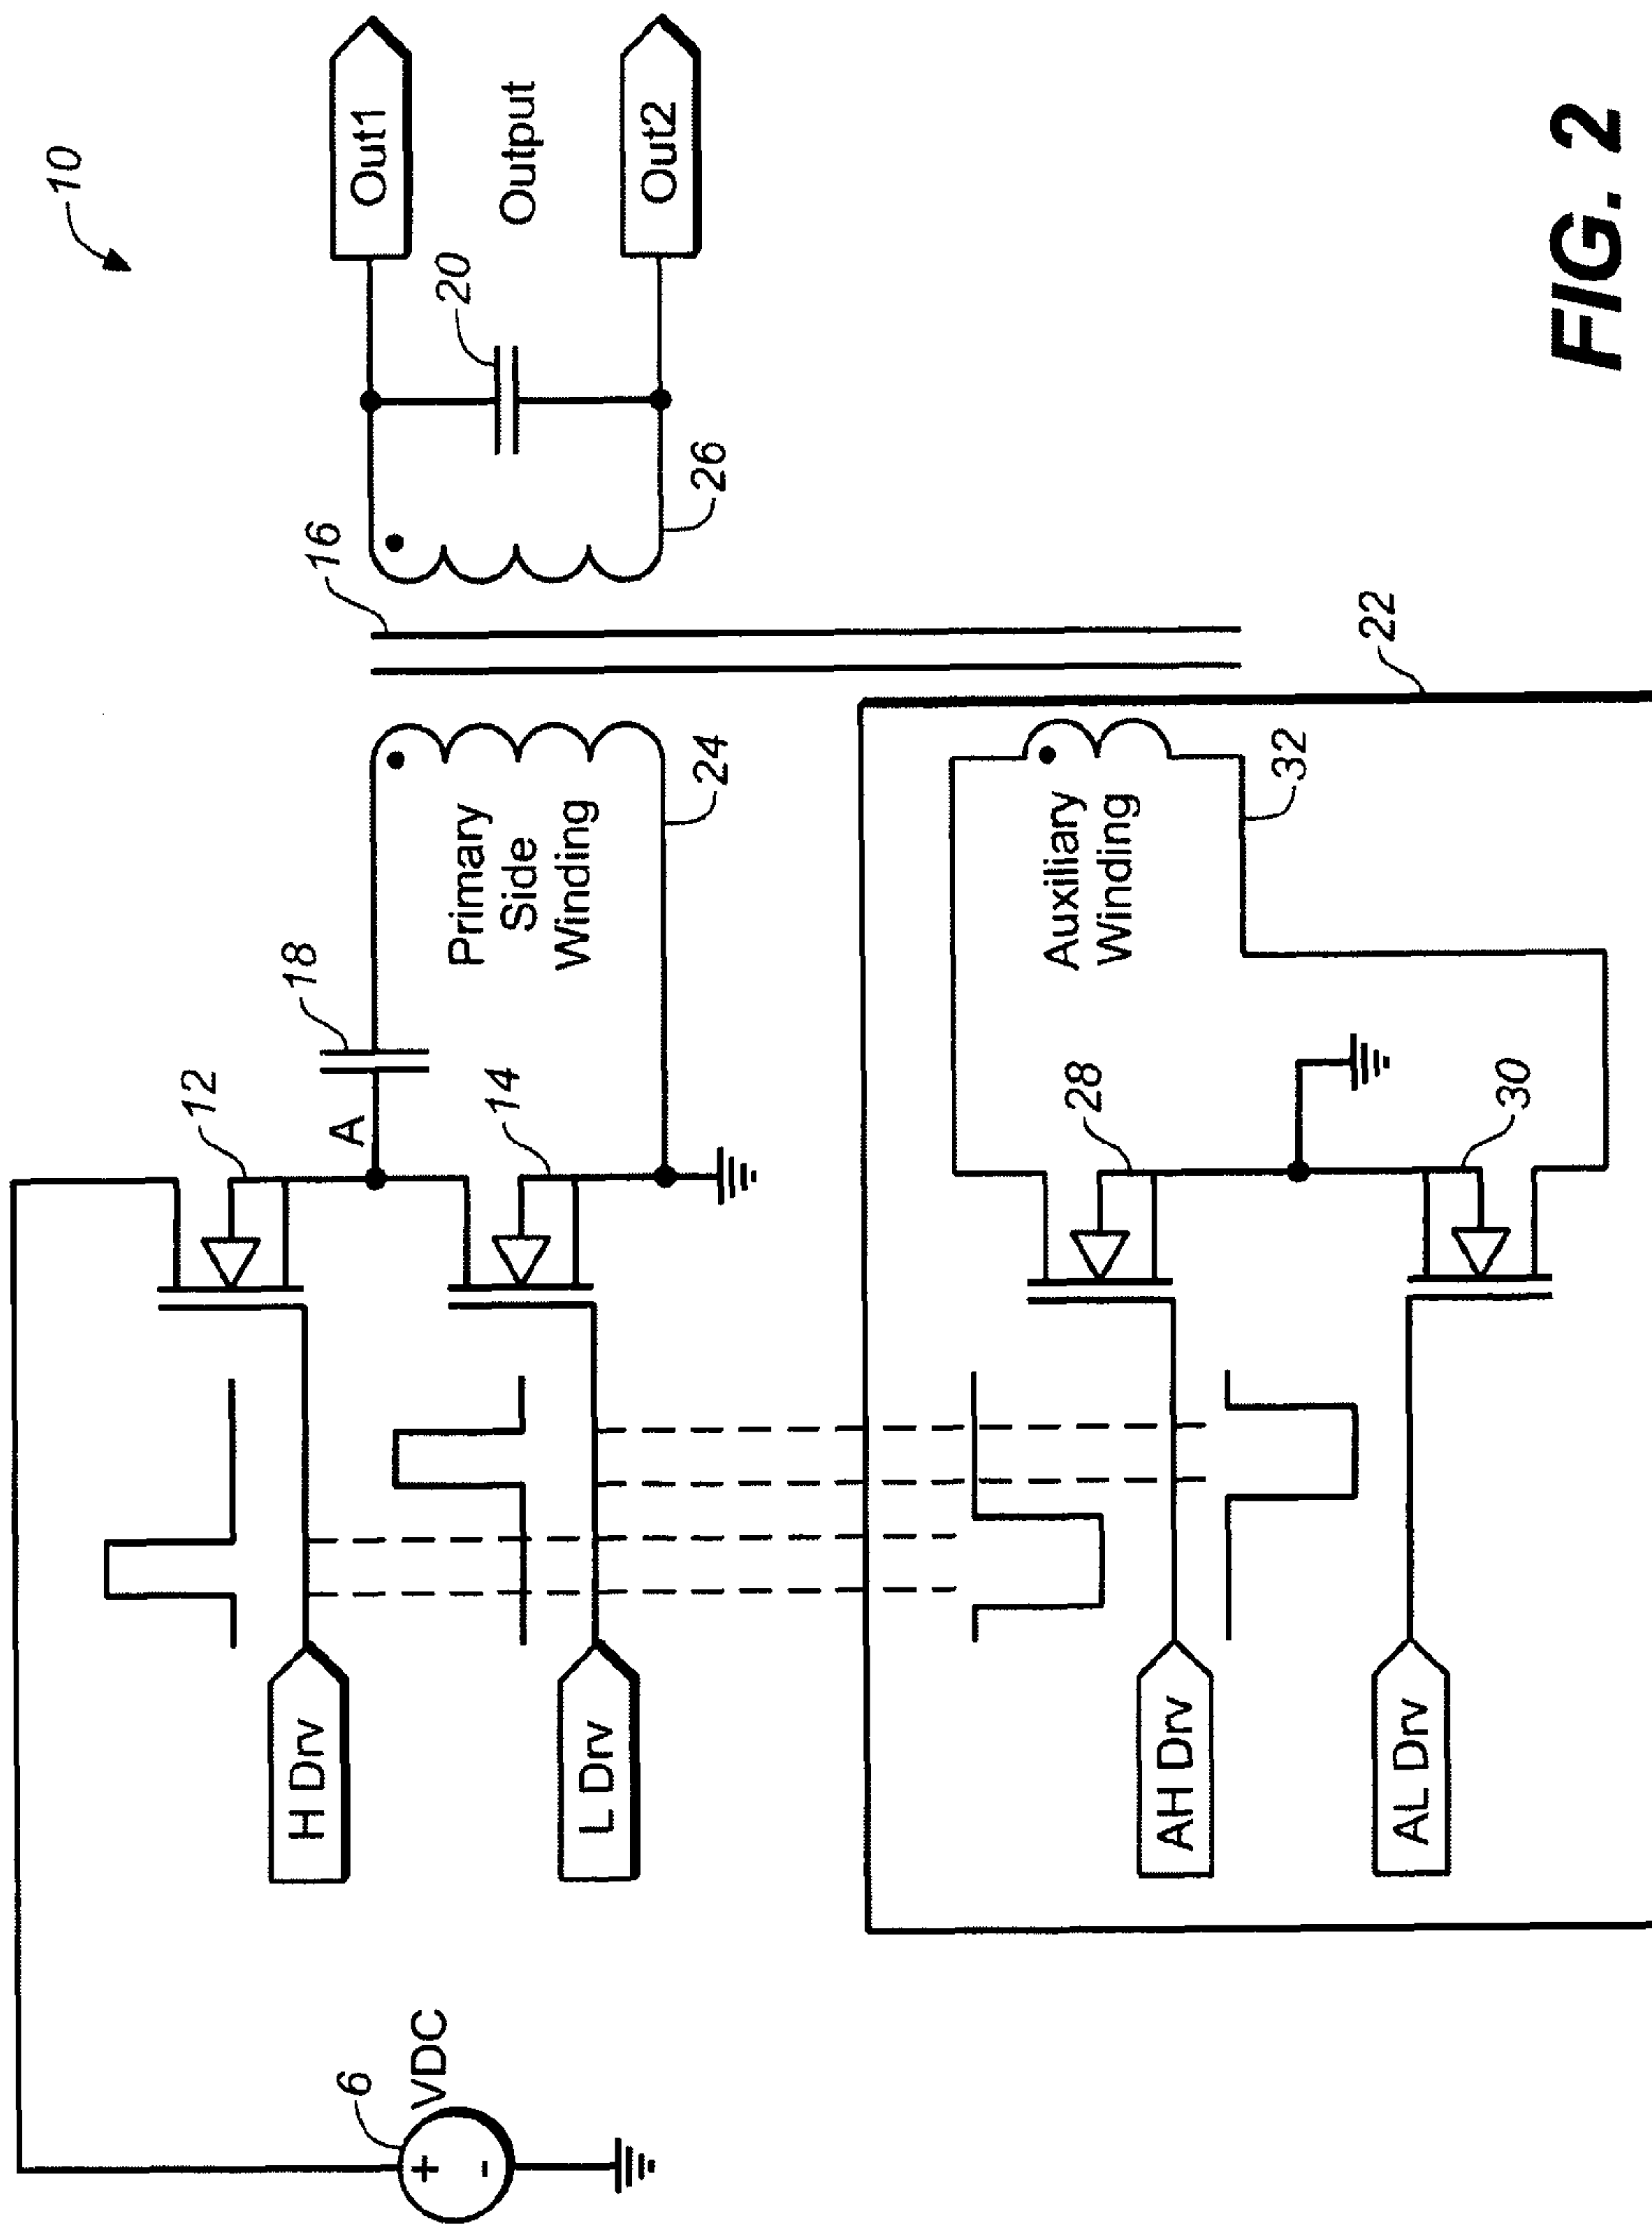 10
6
VDC
+
-
H Drv
L Drv
12
A
14
18
Primary
Side
Winding
24
16
26
20
Out1
Output
Out2
AH Drv
AL Drv
28
30
Auxiliary
Winding
32
22
FIG. 2